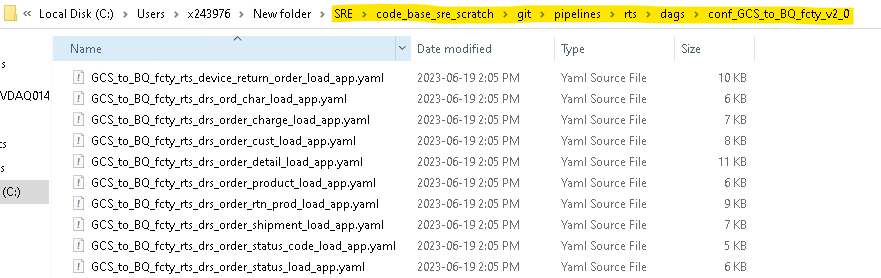 « Local Disk (C:) › Users › x243976 › New folder › SRE › code_base_sre_scratch › git › pipelines › rts › dags › conf_GCS_to_BQ_fcty_v2_0
Name Date modified Type Size
GCS_to_BQ_fcty_rts_device_return_order_load_app.yaml 2023-06-19 2:05 PM Yaml Source File 10 KB
GCS_to_BQ_fcty_rts_drs_ord_char_load_app.yaml 2023-06-19 2:05 PM Yaml Source File 6 KB
GCS_to_BQ_fcty_rts_drs_order_charge_load_app.yaml 2023-06-19 2:05 PM Yaml Source File 7 KB
GCS_to_BQ_fcty_rts_drs_order_cust_load_app.yaml 2023-06-19 2:05 PM Yaml Source File 8 KB
GCS_to_BQ_fcty_rts_drs_order_detail_load_app.yaml 2023-06-19 2:05 PM Yaml Source File 11 KB
GCS_to_BQ_fcty_rts_drs_order_product_load_app.yaml 2023-06-19 2:05 PM Yaml Source File 6 KB
GCS_to_BQ_fcty_rts_drs_order_rtn_prod_load_app.yaml 2023-06-19 2:05 PM Yaml Source File 9 KB
GCS_to_BQ_fcty_rts_drs_order_shipment_load_app.yaml 2023-06-19 2:05 PM Yaml Source File 7 KB
GCS_to_BQ_fcty_rts_drs_order_status_code_load_app.yaml 2023-06-19 2:05 PM Yaml Source File 5 KB
GCS_to_BQ_fcty_rts_drs_order_status_load_app.yaml 2023-06-19 2:05 PM Yaml Source File 6 KB
s
VDAQ014
cs
s
(C:)